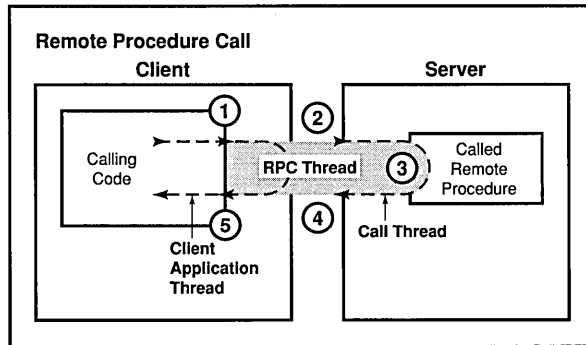 Remote Procedure Call
Client
Server
1
2
Calling
Code
RPC Thread
3
Called
Remote
Procedure
5
4
Client
Application
Thread
Call Thread